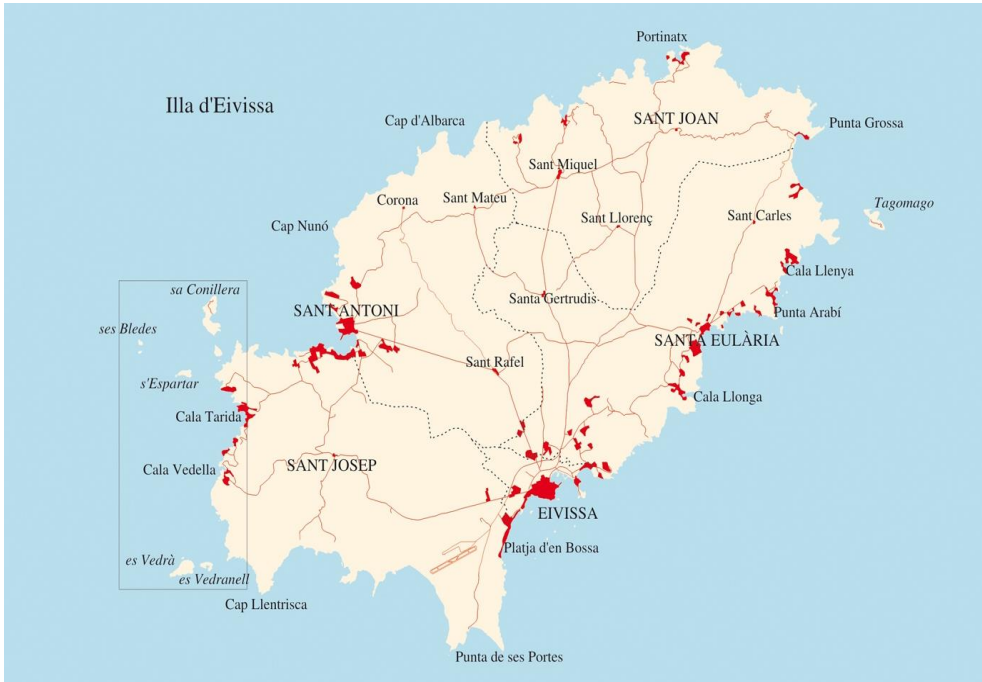 Portinatx
Illa d'Eivissa
Cap d'Albarca
SANT JOAN
Punta Grossa
Sant Miquel
Corona
Sant Mateu
Tagomago
Sant Llorenç
Sant Carles
Cap Nunó
Cala Llenya
sa Conillera
Santa Gertrudis
SANT ANTONI
Punta Arabí
ses Bledes
SANTA EULÀRIA
Sant Rafel
s'Espartar
Cala Llonga
Cala Tarida
SANT JOSEP
Cala Vedella
EIVISSA
Platja d'en Bossa
es Vedrà
es Vedranell
Cap Llentrisca
Punta de ses Portes